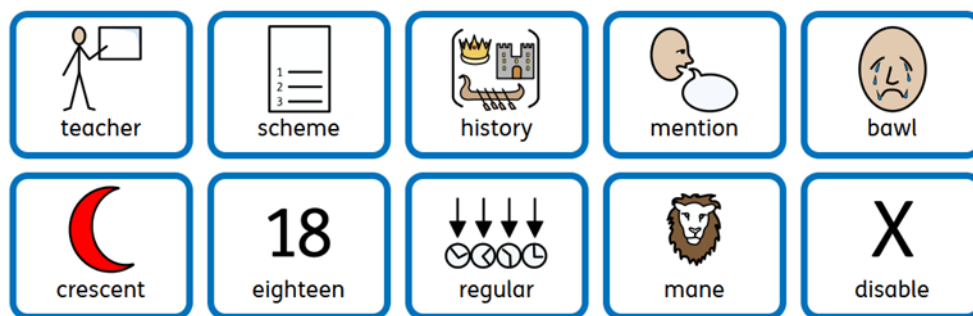 1
2
3
teacher scheme history mention bawl
18
X
crescent eighteen regular mane disable